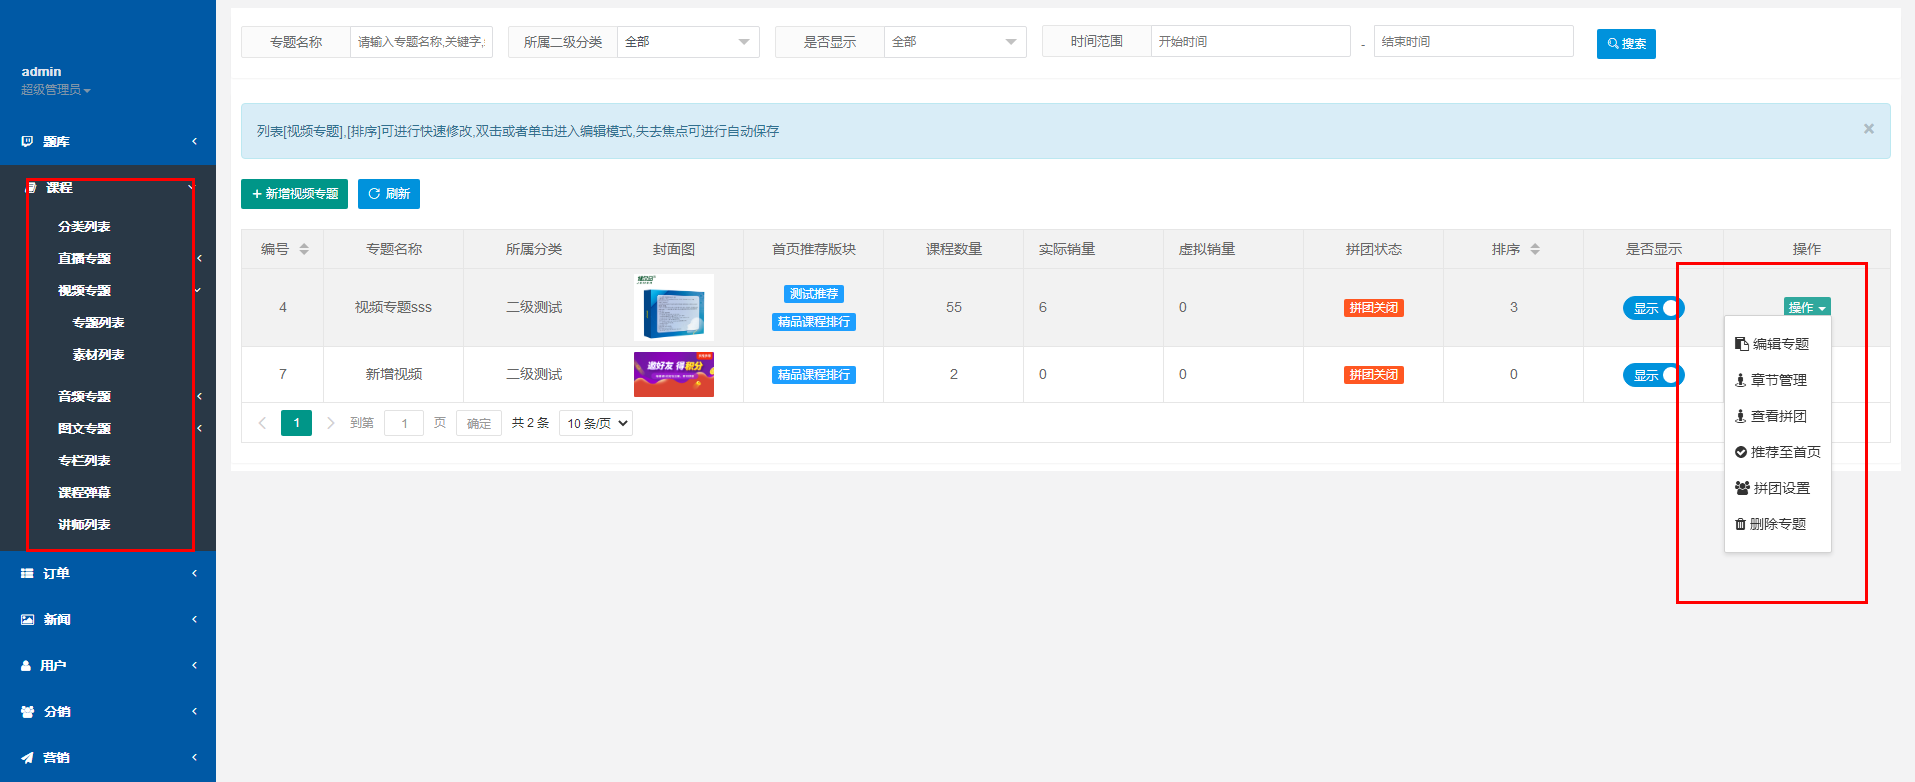 admin
超级管理员
题库
课程
分类列表
直播专题
视频专题
专题列表
素材列表
音频专题
图文专题
专栏列表
课程弹幕
讲师列表
订单
新闻
用户
分销
营销
专题名称 请输入专题名称,关键字, 所属二级分类 全部 是否显示 全部 时间范围 开始时间 - 结束时间 搜索
列表[视频专题],[排序]可进行快速修改,双击或者单击进入编辑模式,失去焦点可进行自动保存 ×
+ 新增视频专题 刷新
编号 专题名称 所属分类 封面图 首页推荐版块 课程数量 实际销量 虚拟销量 拼团状态 排序 是否显示 操作
4 视频专题sss 二级测试 测试推荐 精品课程排行 55 6 0 拼团关闭 3 显示 操作
7 新增视频 二级测试 邀好友 得积分 精品课程排行 2 0 0 拼团关闭 0 显示
1 到第 1 页 确定 共 2 条 10 条/页
编辑专题
章节管理
查看拼团
推荐至首页
拼团设置
删除专题